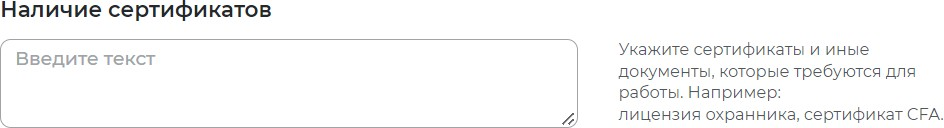 Наличие сертификатов
Введите текст
Укажите сертификаты и иные
документы, которые требуются для
работы. Например:
лицензия охранника, сертификат CFA.